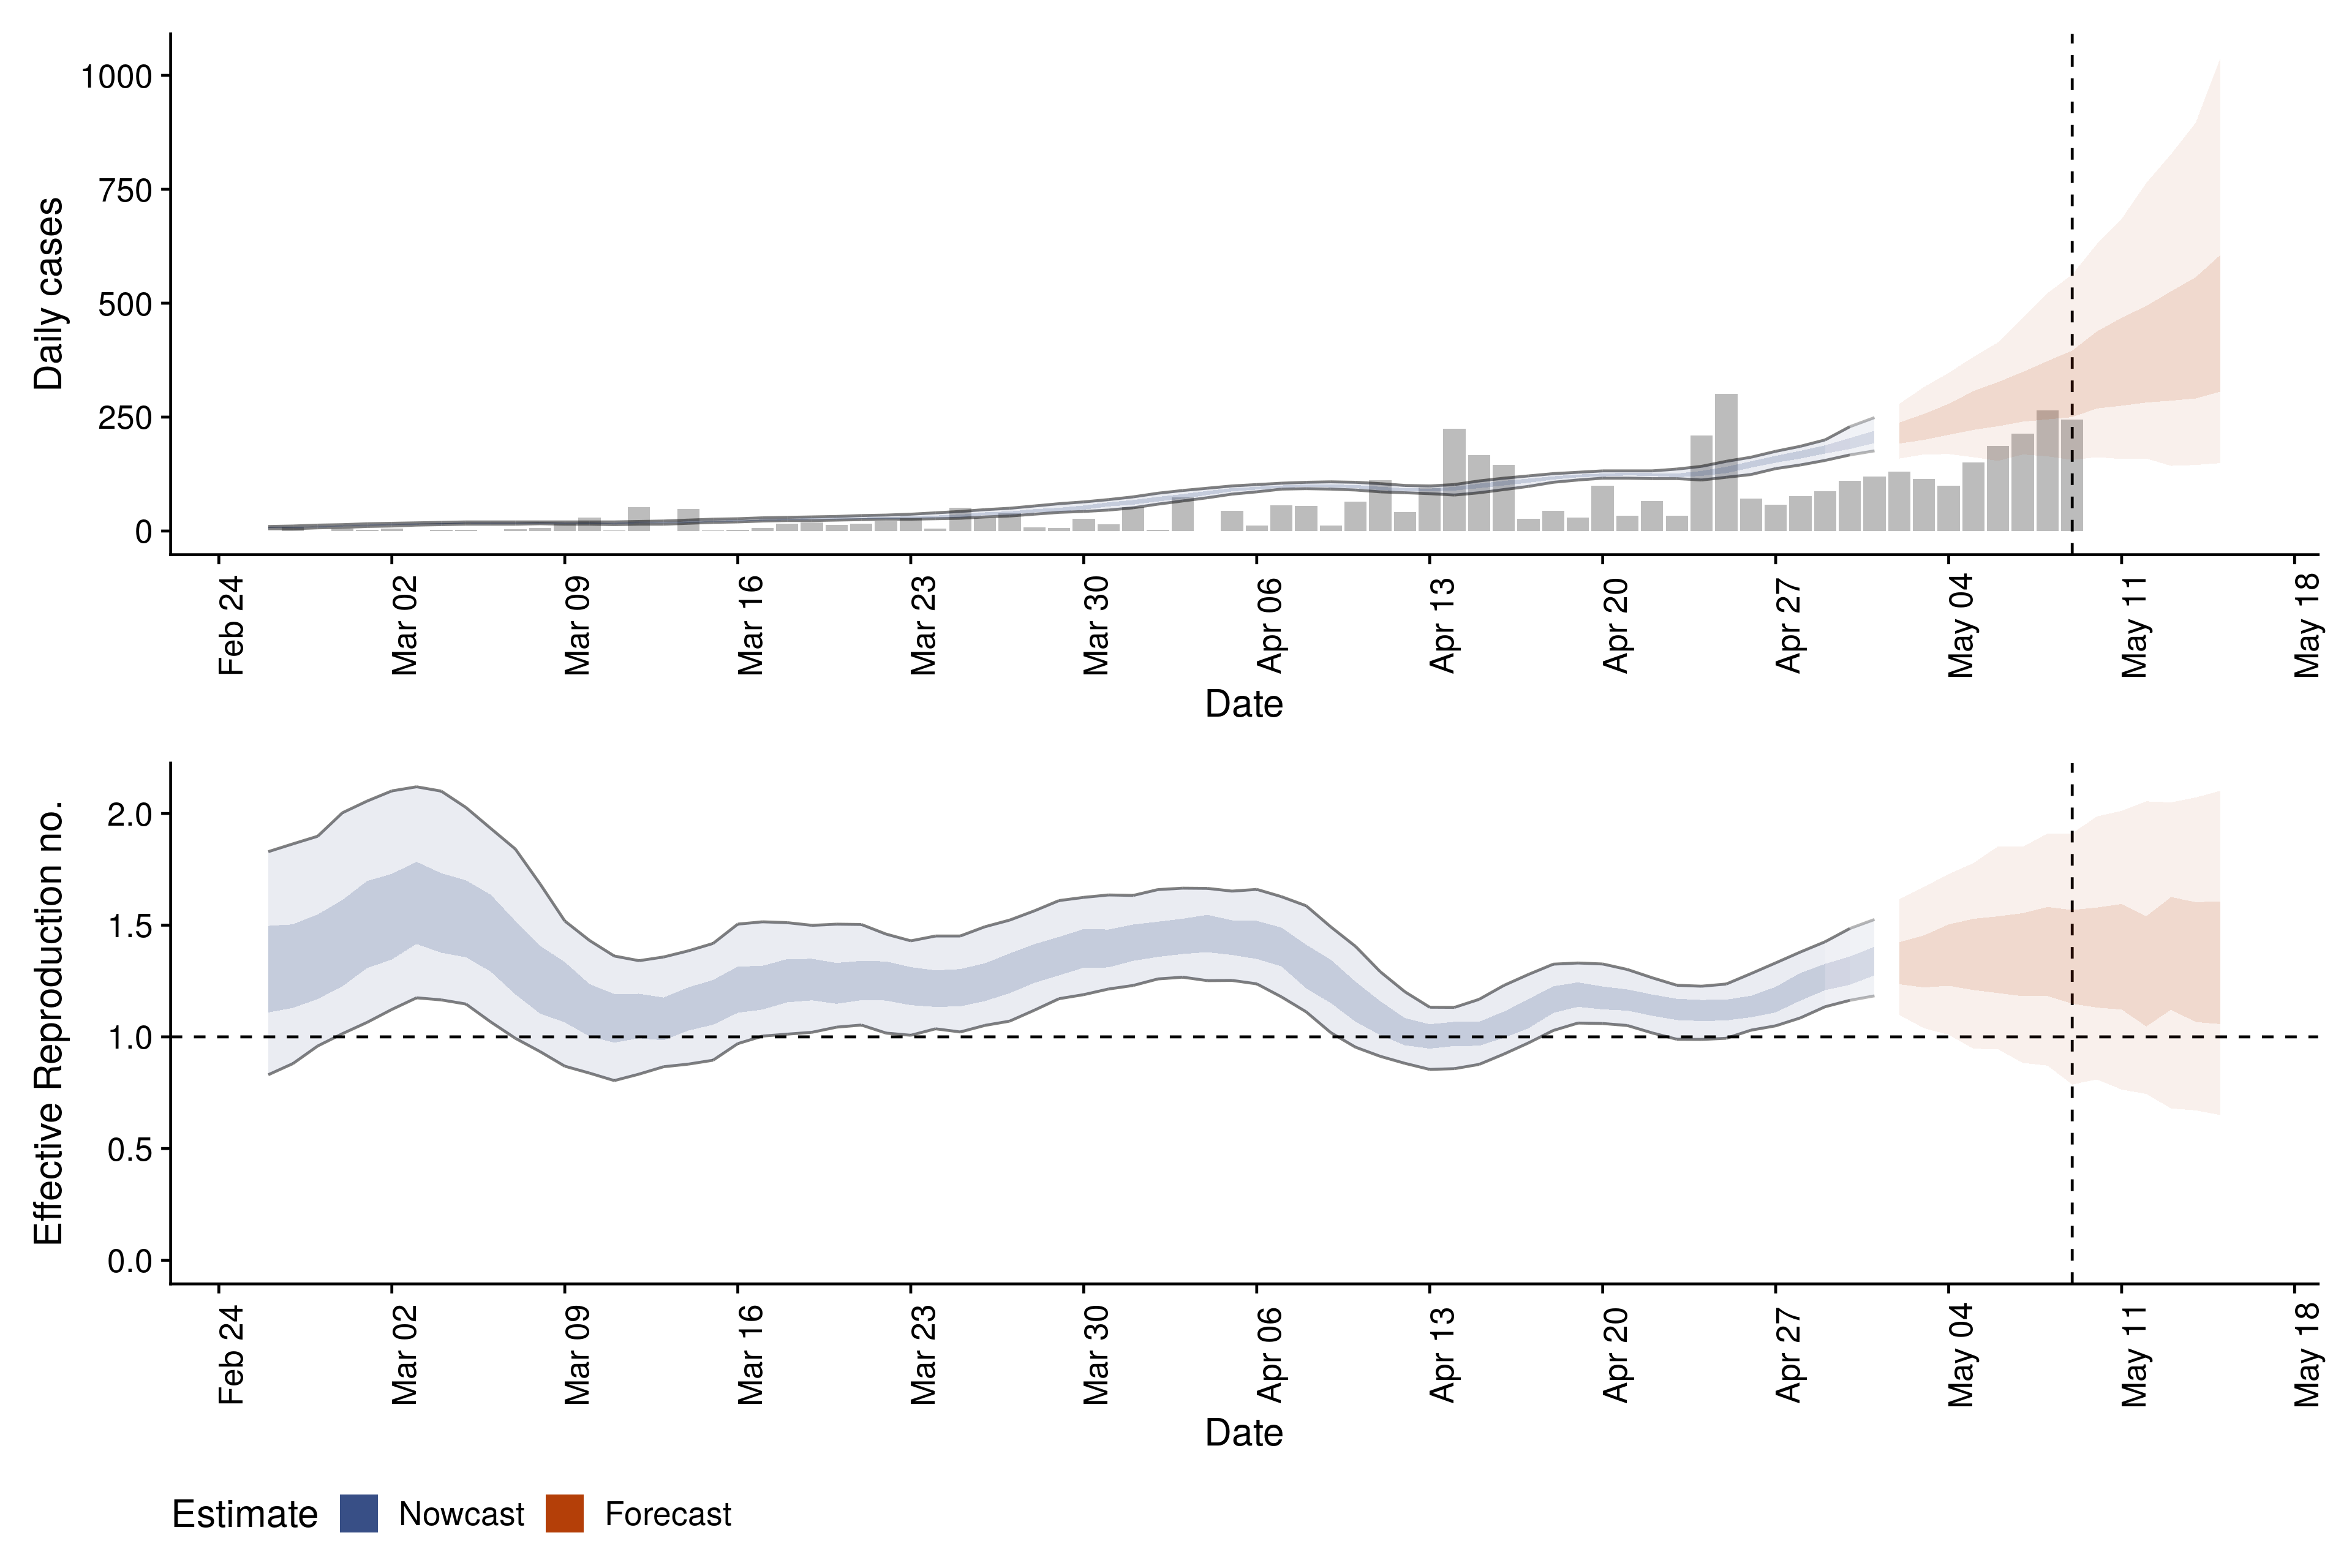 Daily cases
1000
750
500
250
0
Feb 24 Mar 02 Mar 09 Mar 16 Mar 23 Mar 30 Apr 06 Apr 13 Apr 20 Apr 27 May 04 May 11 May 18
Date
Effective Reproduction no.
2.0
1.5
1.0
0.5
0.0
Feb 24 Mar 02 Mar 09 Mar 16 Mar 23 Mar 30 Apr 06 Apr 13 Apr 20 Apr 27 May 04 May 11 May 18
Date
Estimate Nowcast Forecast